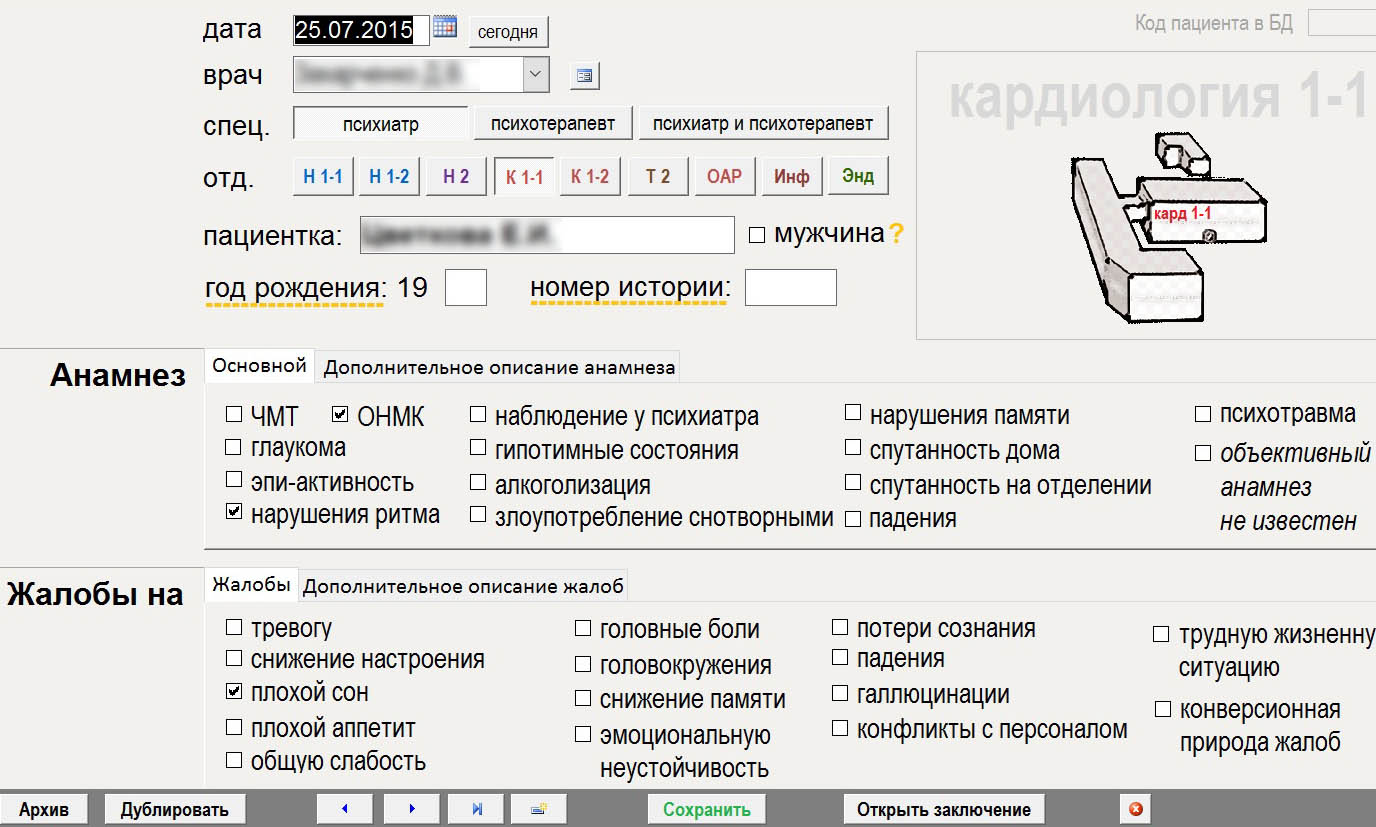 дата 25.07.2015 сегодня Код пациента в БД
врач
кардиология 1-1
спец. психиатр психотерапевт психиатр и психотерапевт
отд. Н 1-1 Н 1-2 Н 2 К 1-1 К 1-2 Т 2 ОАР Инф Энд
кард 1-1
пациентка: мужчина?
год рождения: 19 номер истории:
Анамнез Основной Дополнительное описание анамнеза
ЧМТ ОНМК наблюдение у психиатра нарушения памяти психотравма
глаукома гипотимные состояния спутанность дома объективный
эпи-активность алкоголизация спутанность на отделении анамнез
нарушения ритма злоупотребление снотворными падения не известен
Жалобы на Жалобы Дополнительное описание жалоб
тревогу головные боли потери сознания трудную жизненну
снижение настроения головокружения падения ситуацию
плохой сон снижение памяти галлюцинации конверсионная
плохой аппетит эмоциональную конфликты с персоналом природа жалоб
общую слабость неустойчивость
Архив Дублировать Сохранить Открыть заключение